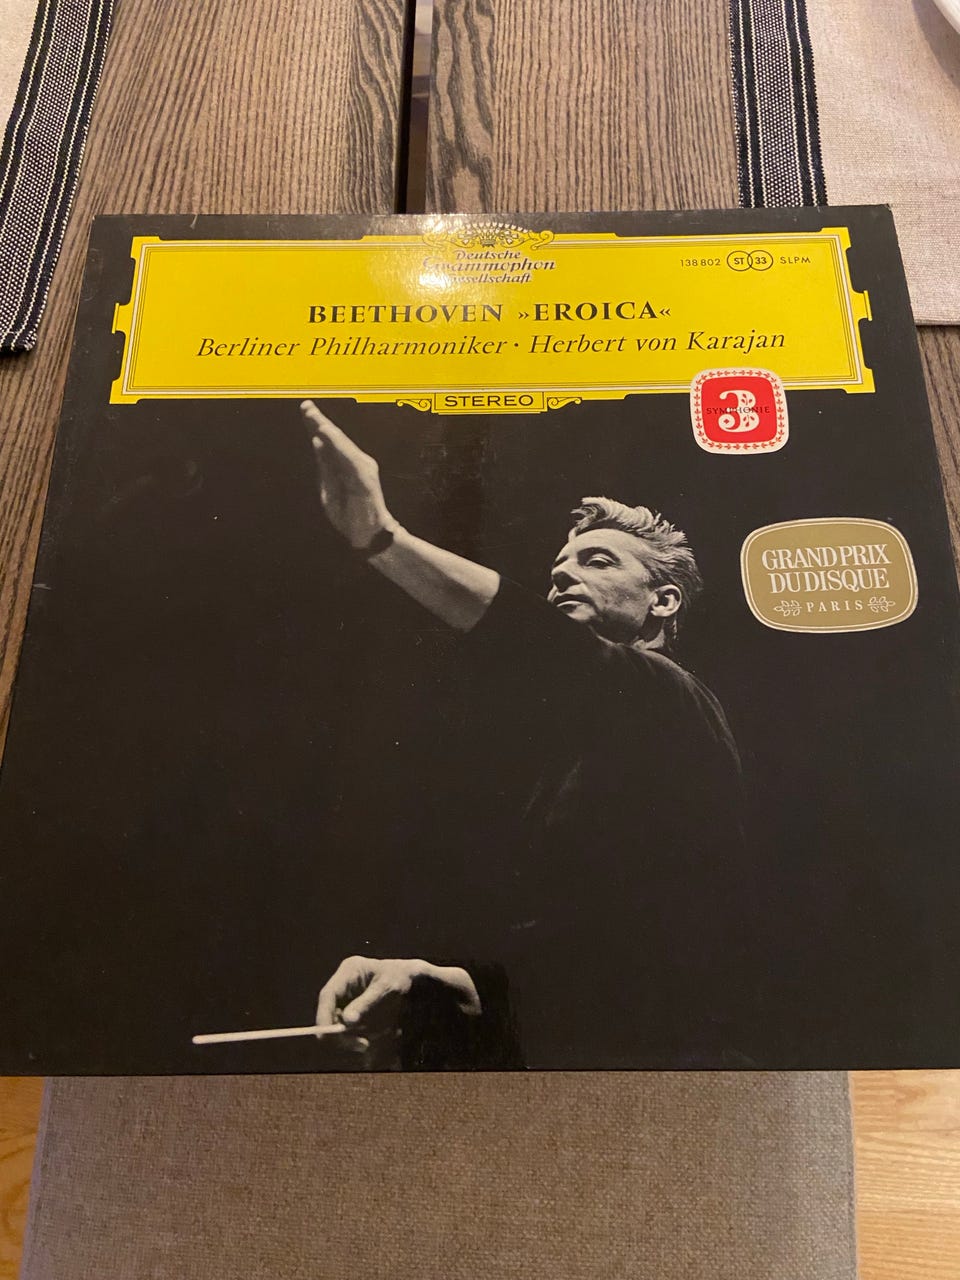 Deutsche
Grammophon
Gesellschaft
138 802 ST 33 SLPM
BEETHOVEN »EROICA«
Berliner Philharmoniker · Herbert von Karajan
STEREO
3
SYMPHONIE
GRAND PRIX
DU DISQUE
PARIS